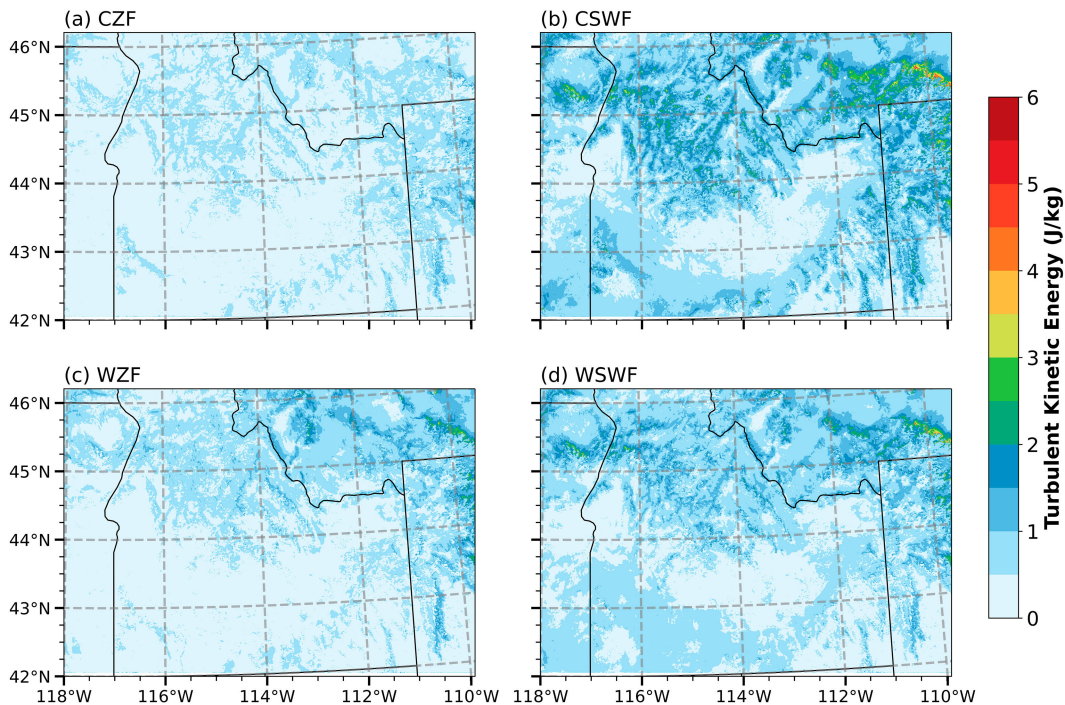 (a) CZF
(b) CSWF
46°N
45°N
44°N
43°N
42°N
(c) WZF
(d) WSWF
46°N
45°N
44°N
43°N
42°N
118°W 116°W 114°W 112°W 110°W
118°W 116°W 114°W 112°W 110°W
6
5
4
3
2
1
0
Turbulent Kinetic Energy (J/kg)